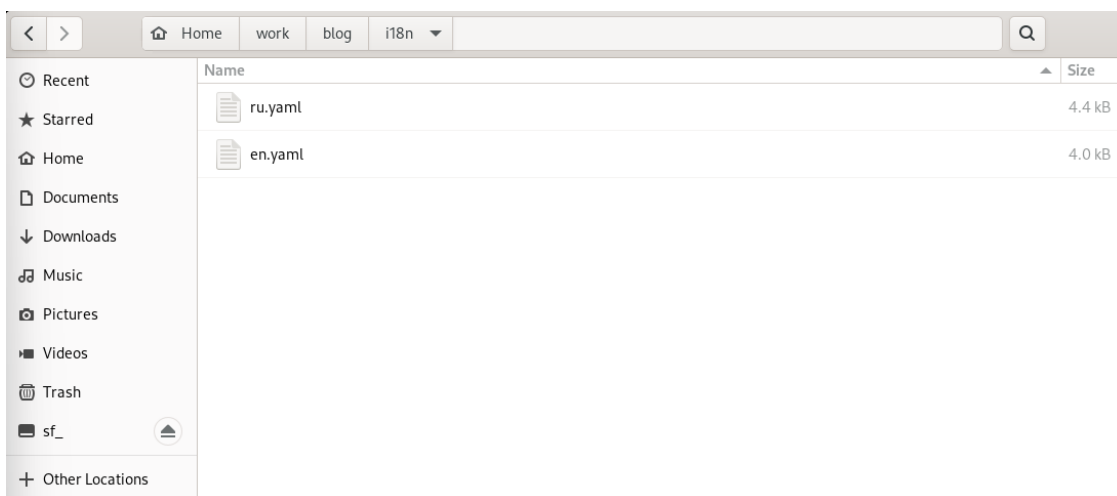 Home work blog i18n
Name Size
Recent
ru.yaml 4.4 kB
Starred
en.yaml 4.0 kB
Home
Documents
Downloads
Music
Pictures
Videos
Trash
sf_
Other Locations